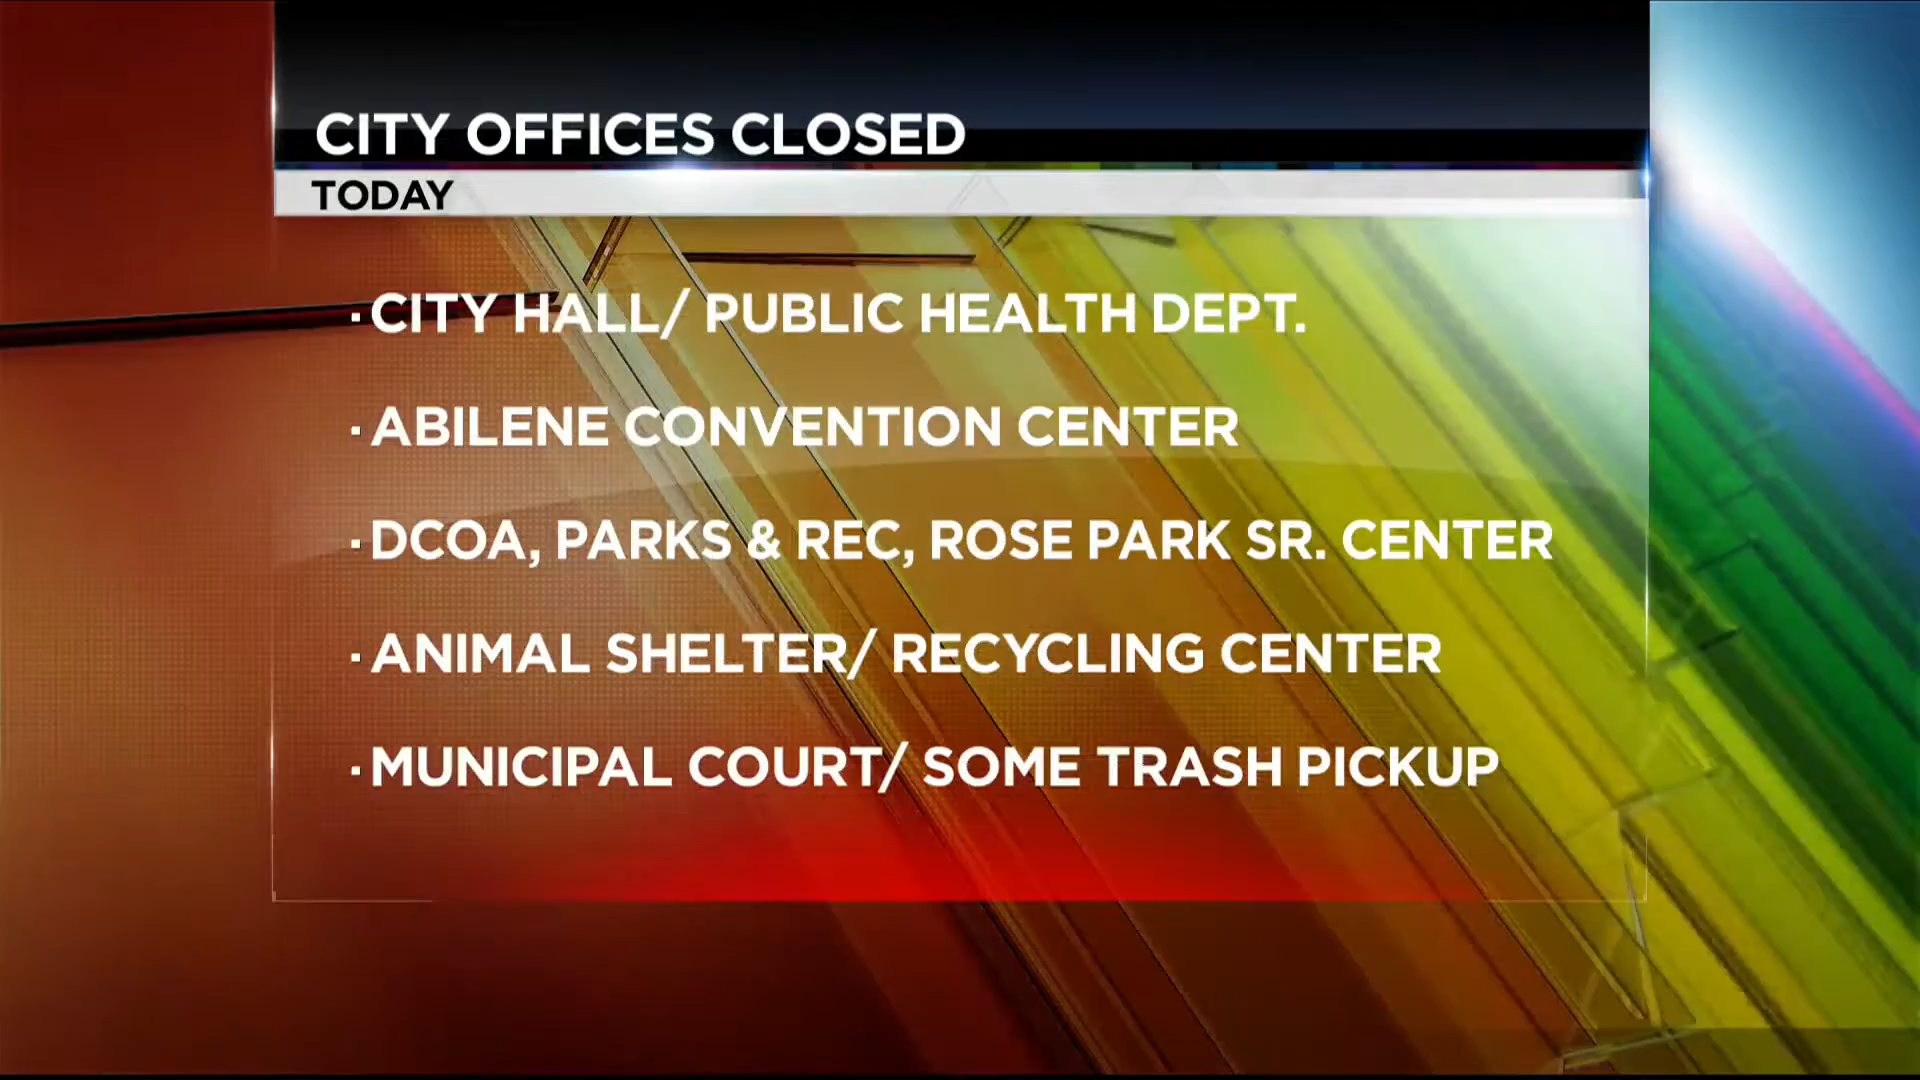 CITY OFFICES CLOSED
TODAY
· CITY HALL/ PUBLIC HEALTH DEPT.
· ABILENE CONVENTION CENTER
· DCOA, PARKS & REC, ROSE PARK SR. CENTER
· ANIMAL SHELTER/ RECYCLING CENTER
· MUNICIPAL COURT/ SOME TRASH PICKUP